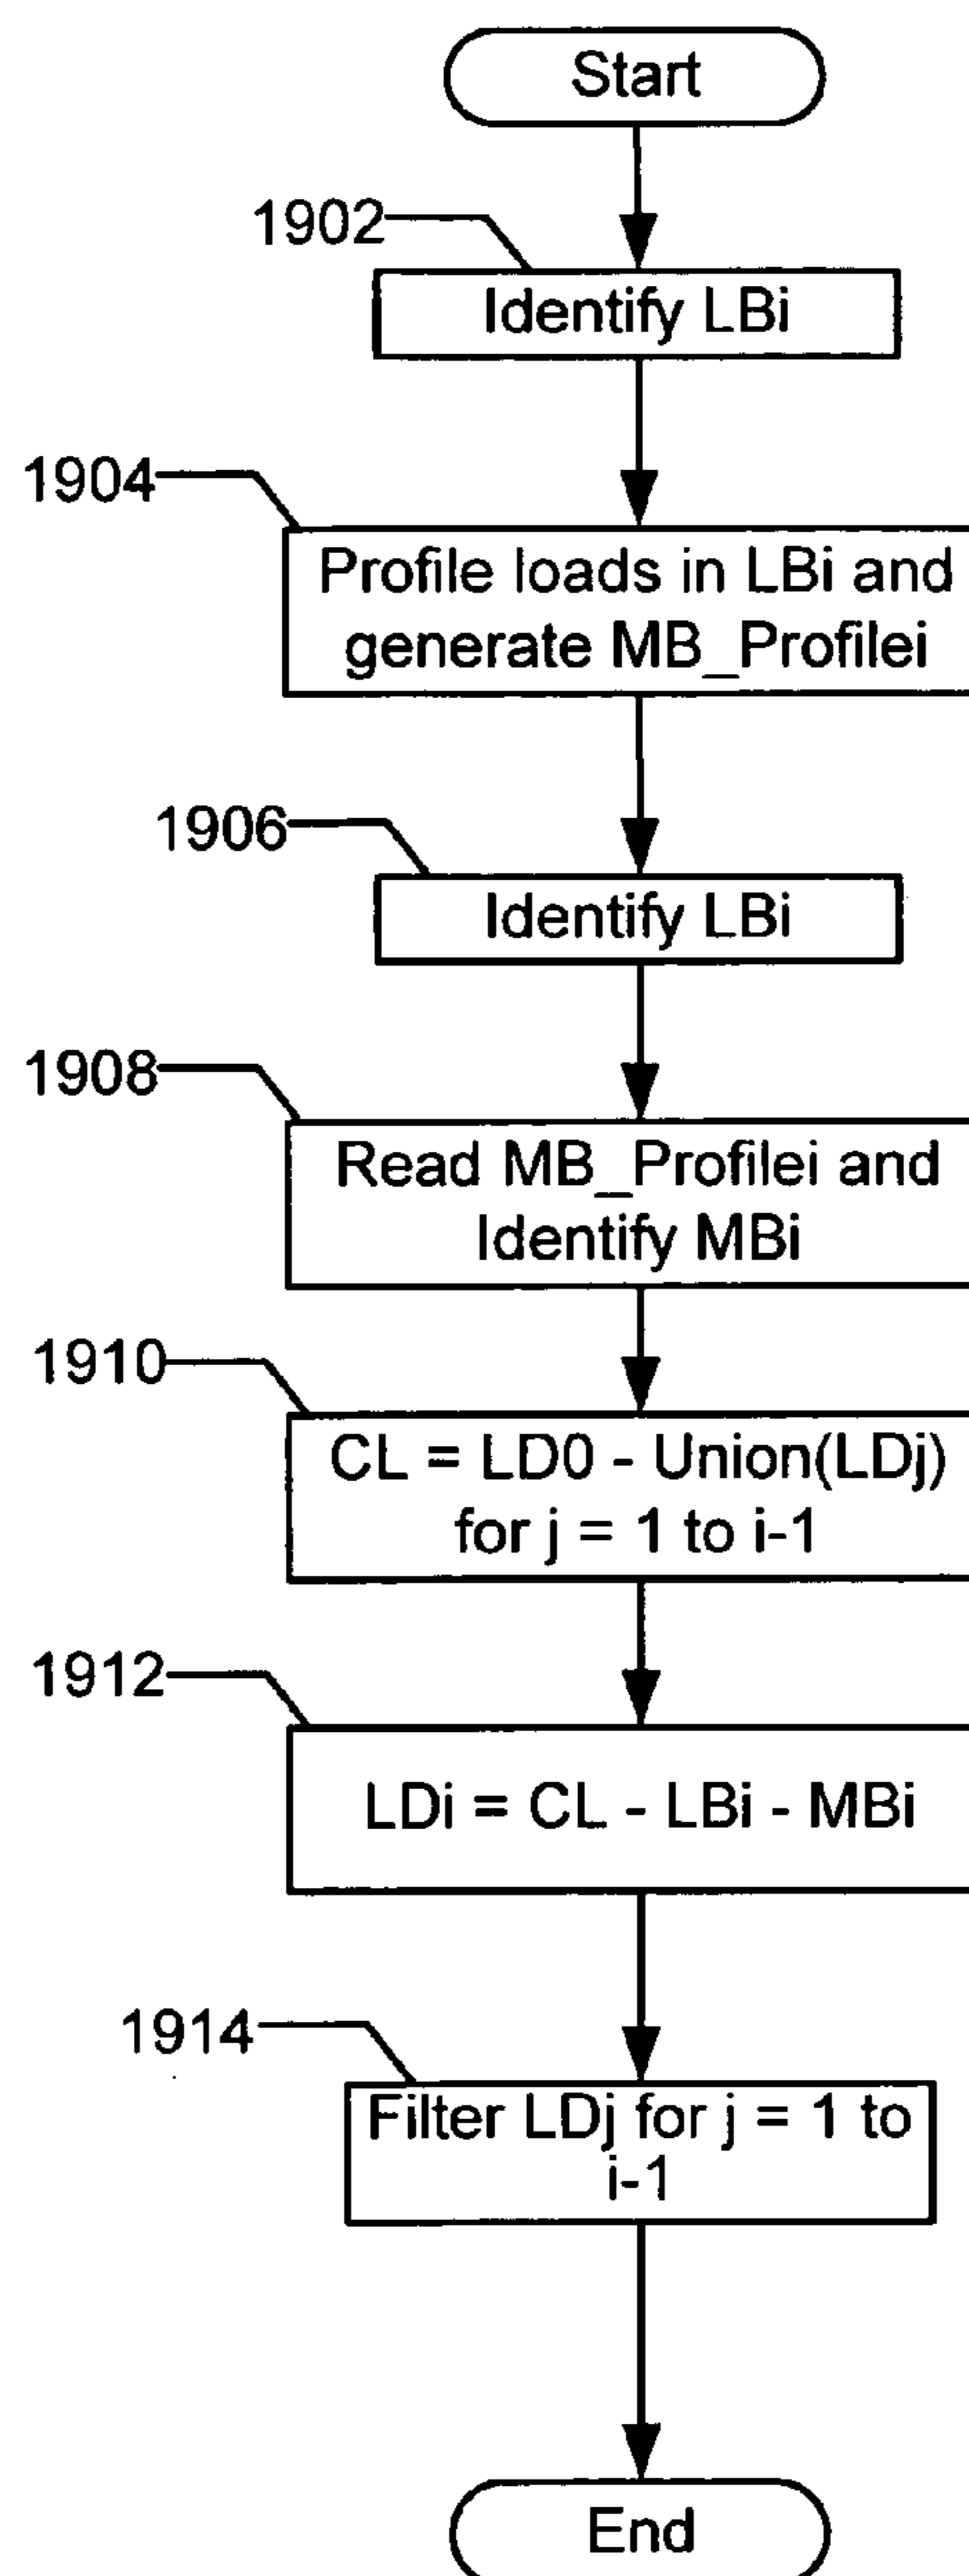 Start
1902
Identify LBi
1904
Profile loads in LBi and
generate MB_Profilei
1906
Identify LBi
1908
Read MB_Profilei and
Identify MBi
1910
CL = LD0 - Union(LDj)
for j = 1 to i-1
1912
LDi = CL - LBi - MBi
1914
Filter LDj for j = 1 to
i-1
End